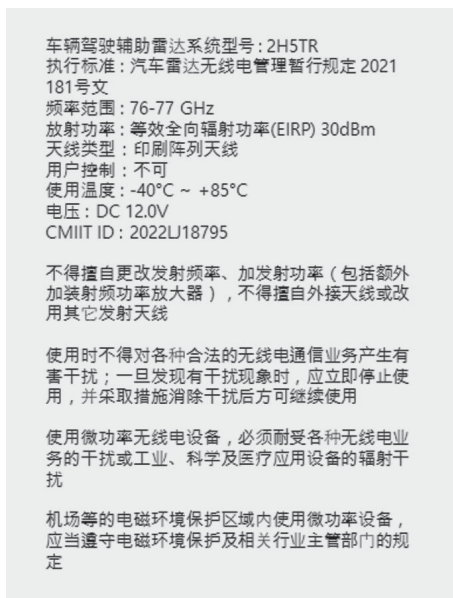 车辆驾驶辅助雷达系统型号：2H5TR
执行标准：汽车雷达无线电管理暂行规定 2021
181号文
频率范围：76-77 GHz
放射功率：等效全向辐射功率(EIRP) 30dBm
天线类型：印刷阵列天线
用户控制：不可
使用温度：-40°C ~ +85°C
电压：DC 12.0V
CMIIT ID：2022LJ18795
不得擅自更改发射频率、加发射功率（包括额外
加装射频功率放大器），不得擅自外接天线或改
用其它发射天线
使用时不得对各种合法的无线电通信业务产生有
害干扰；一旦发现有干扰现象时，应立即停止使
用，并采取措施消除干扰后方可继续使用
使用微功率无线电设备，必须耐受各种无线电业
务的干扰或工业、科学及医疗应用设备的辐射干
扰
机场等的电磁环境保护区域内使用微功率设备，
应当遵守电磁环境保护及相关行业主管部门的规
定